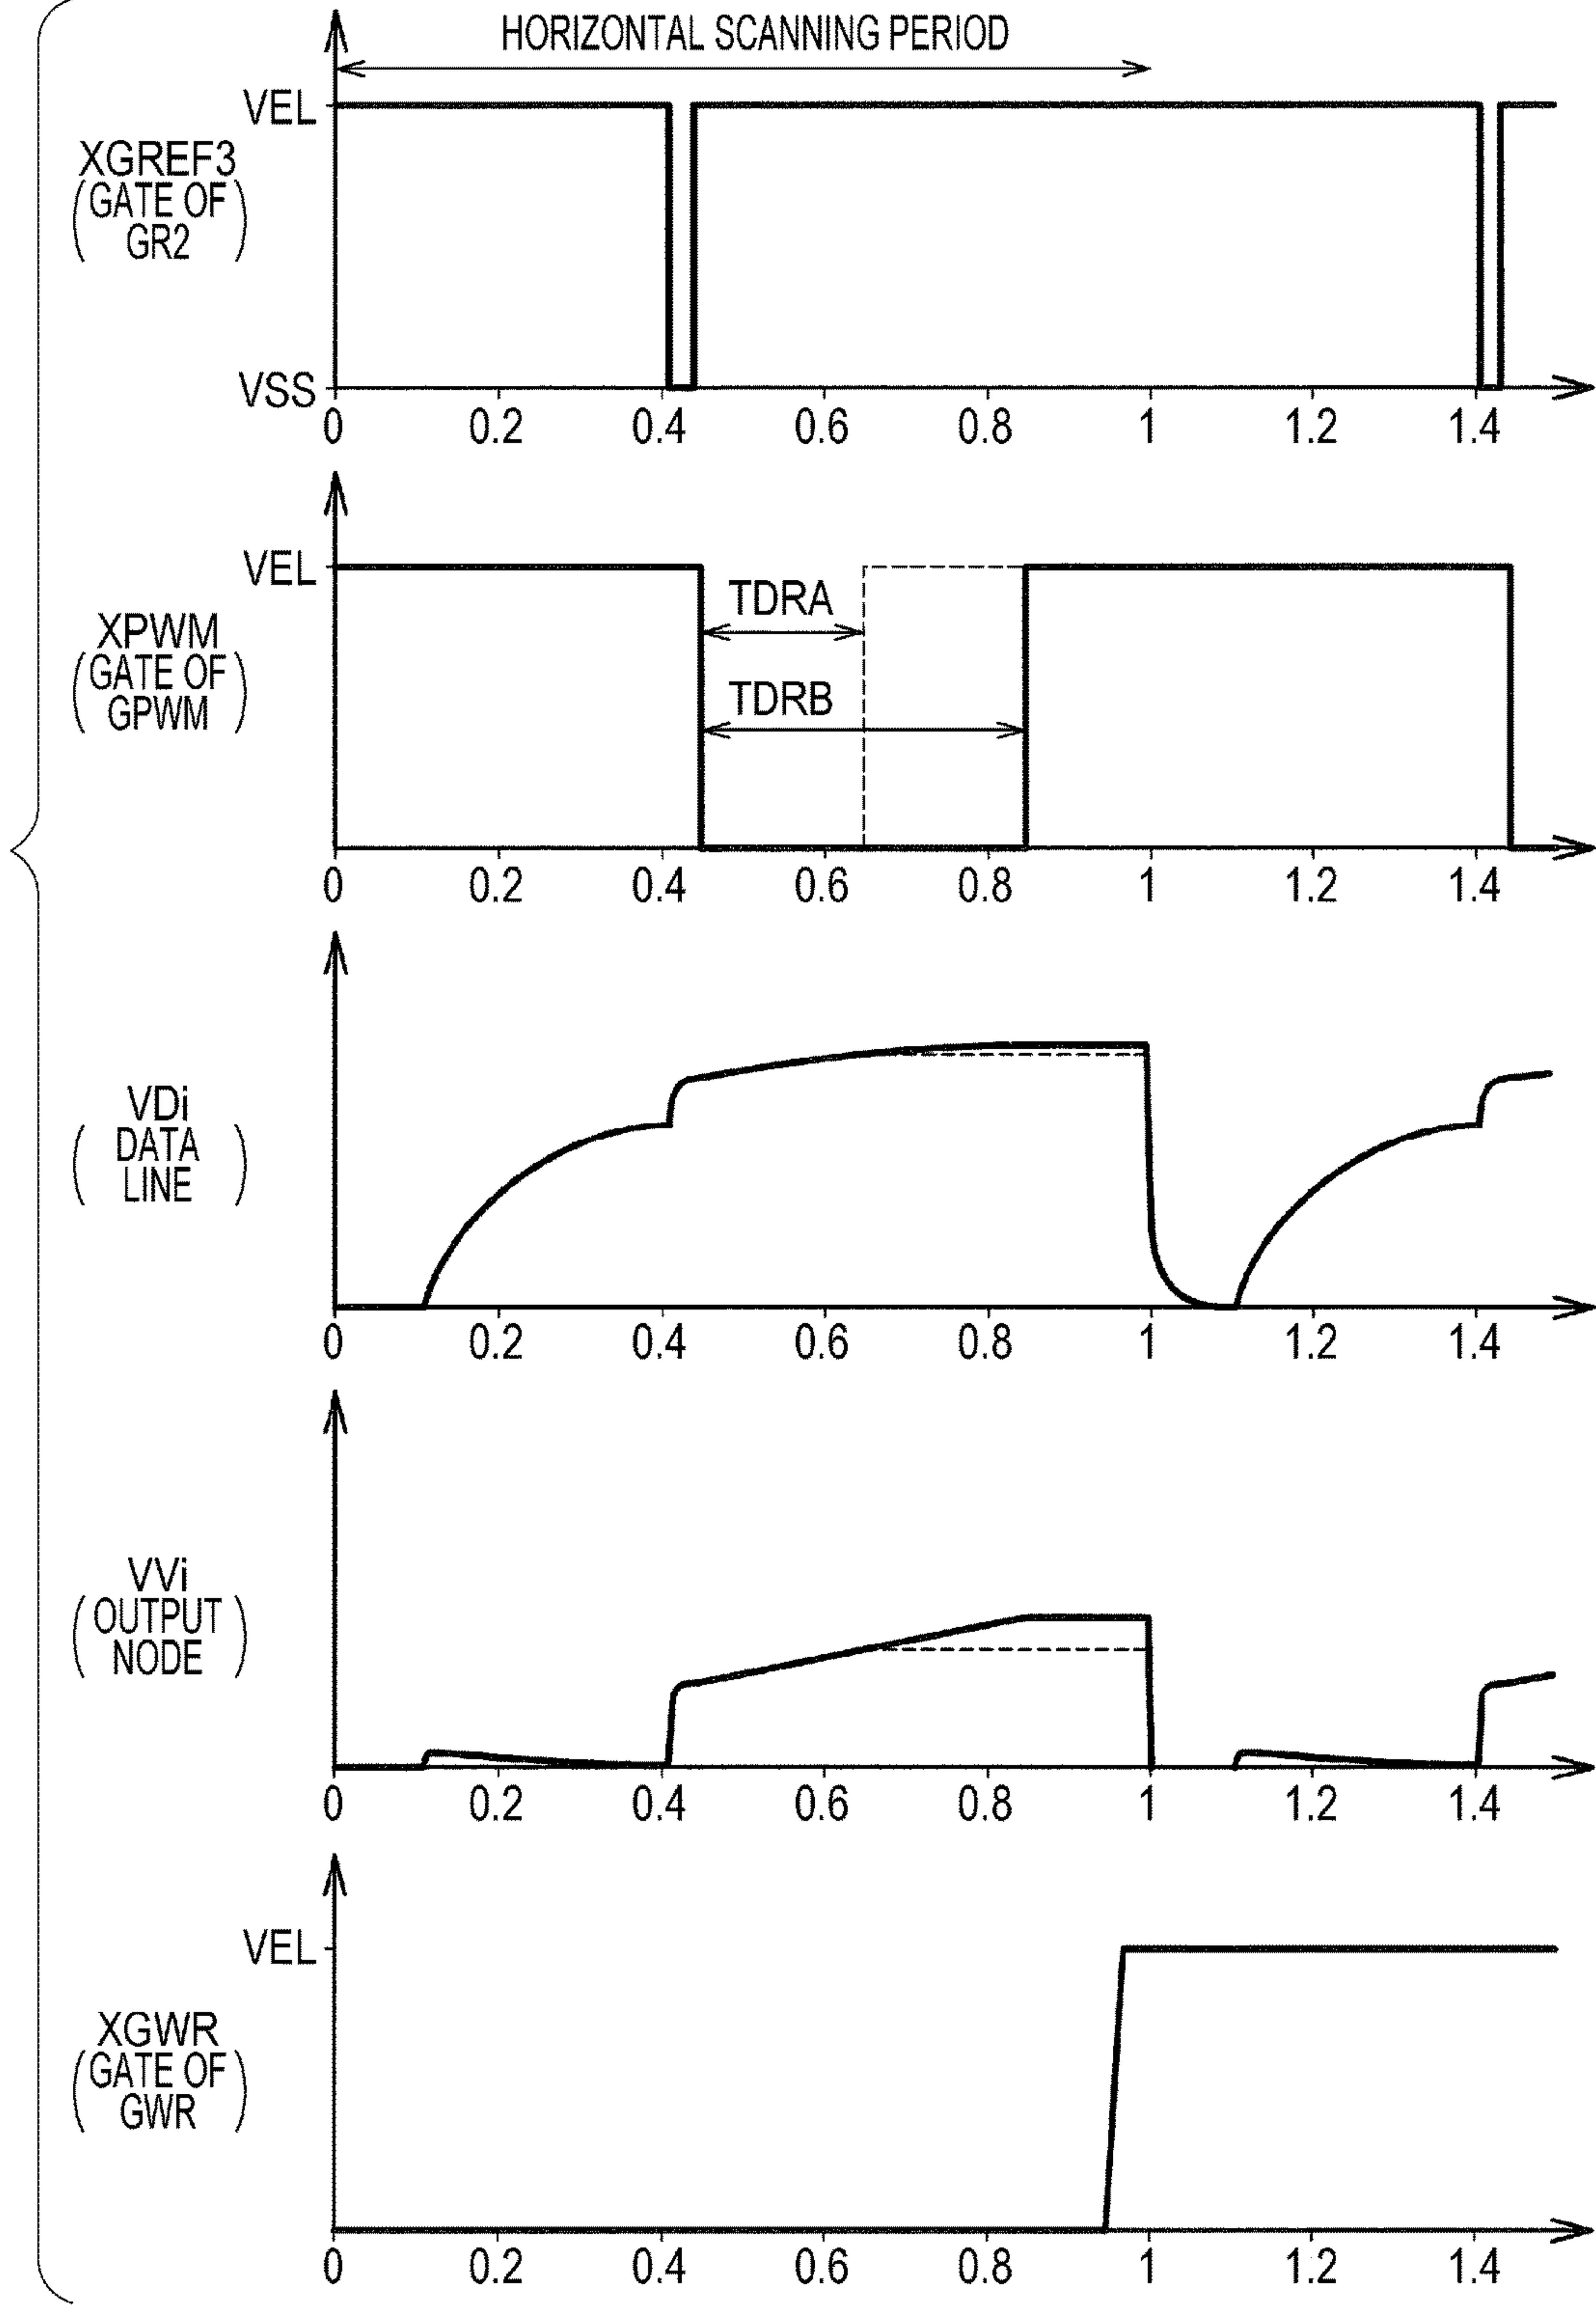 HORIZONTAL SCANNING PERIOD
VEL
XGREF3
(GATE OF
GR2)
VSS
0 0.2 0.4 0.6 0.8 1 1.2 1.4
VEL
TDRA
XPWM
(GATE OF
GPWM)
TDRB
0 0.2 0.4 0.6 0.8 1 1.2 1.4
VDi
(DATA
LINE)
0 0.2 0.4 0.6 0.8 1 1.2 1.4
VVi
(OUTPUT
NODE)
0 0.2 0.4 0.6 0.8 1 1.2 1.4
VEL
XGWR
(GATE OF
GWR)
0 0.2 0.4 0.6 0.8 1 1.2 1.4